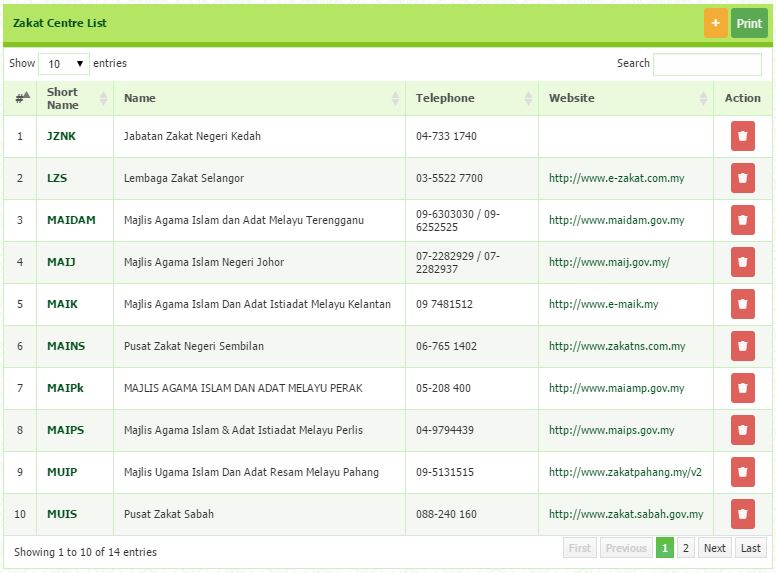 Zakat Centre List + Print
Show 10 entries Search
# Short Name Name Telephone Website Action
1 JZNK Jabatan Zakat Negeri Kedah 04-733 1740
2 LZS Lembaga Zakat Selangor 03-5522 7700 http://www.e-zakat.com.my
3 MAIDAM Majlis Agama Islam dan Adat Melayu Terengganu 09-6303030 / 09-6252525 http://www.maidam.gov.my
4 MAIJ Majlis Agama Islam Negeri Johor 07-2282929 / 07-2282937 http://www.maij.gov.my/
5 MAIK Majlis Agama Islam Dan Adat Istiadat Melayu Kelantan 09 7481512 http://www.e-maik.my
6 MAINS Pusat Zakat Negeri Sembilan 06-765 1402 http://www.zakatns.com.my
7 MAIPk MAJLIS AGAMA ISLAM DAN ADAT MELAYU PERAK 05-208 400 http://www.maiamp.gov.my
8 MAIPS Majlis Agama Islam & Adat Istiadat Melayu Perlis 04-9794439 http://www.maips.gov.my
9 MUIP Majlis Ugama Islam Dan Adat Resam Melayu Pahang 09-5131515 http://www.zakatpahang.my/v2
10 MUIS Pusat Zakat Sabah 088-240 160 http://www.zakat.sabah.gov.my
Showing 1 to 10 of 14 entries First Previous 1 2 Next Last